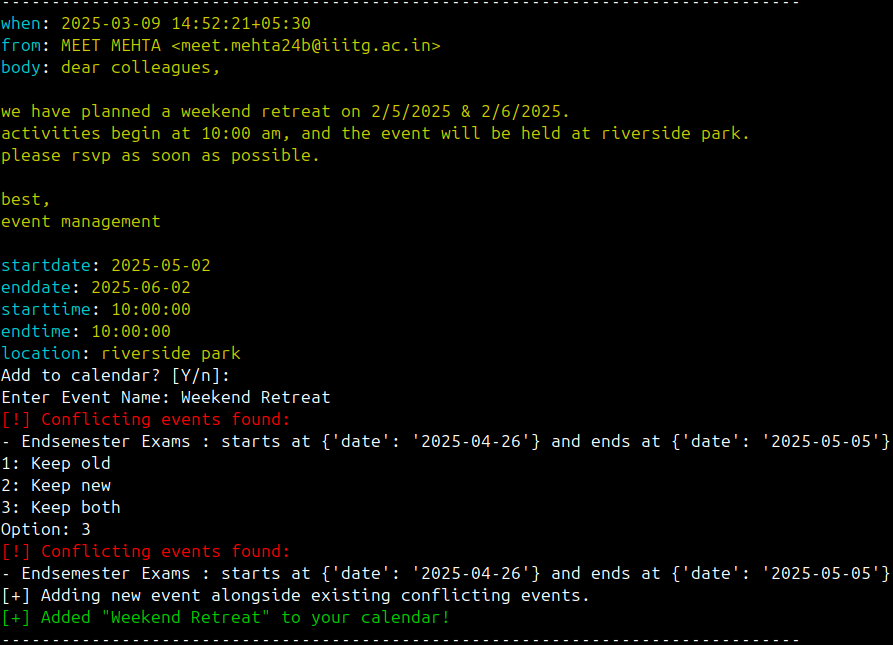 --------------------------------------------------------------------------------
when: 2025-03-09 14:52:21+05:30
from: MEET MEHTA <meet.mehta24b@iiitg.ac.in>
body: dear colleagues,
we have planned a weekend retreat on 2/5/2025 & 2/6/2025.
activities begin at 10:00 am, and the event will be held at riverside park.
please rsvp as soon as possible.
best,
event management
startdate: 2025-05-02
enddate: 2025-06-02
starttime: 10:00:00
endtime: 10:00:00
location: riverside park
Add to calendar? [Y/n]:
Enter Event Name: Weekend Retreat
[!] Conflicting events found:
- Endsemester Exams : starts at {'date': '2025-04-26'} and ends at {'date': '2025-05-05'}
1: Keep old
2: Keep new
3: Keep both
Option: 3
[!] Conflicting events found:
- Endsemester Exams : starts at {'date': '2025-04-26'} and ends at {'date': '2025-05-05'}
[+] Adding new event alongside existing conflicting events.
[+] Added "Weekend Retreat" to your calendar!
--------------------------------------------------------------------------------